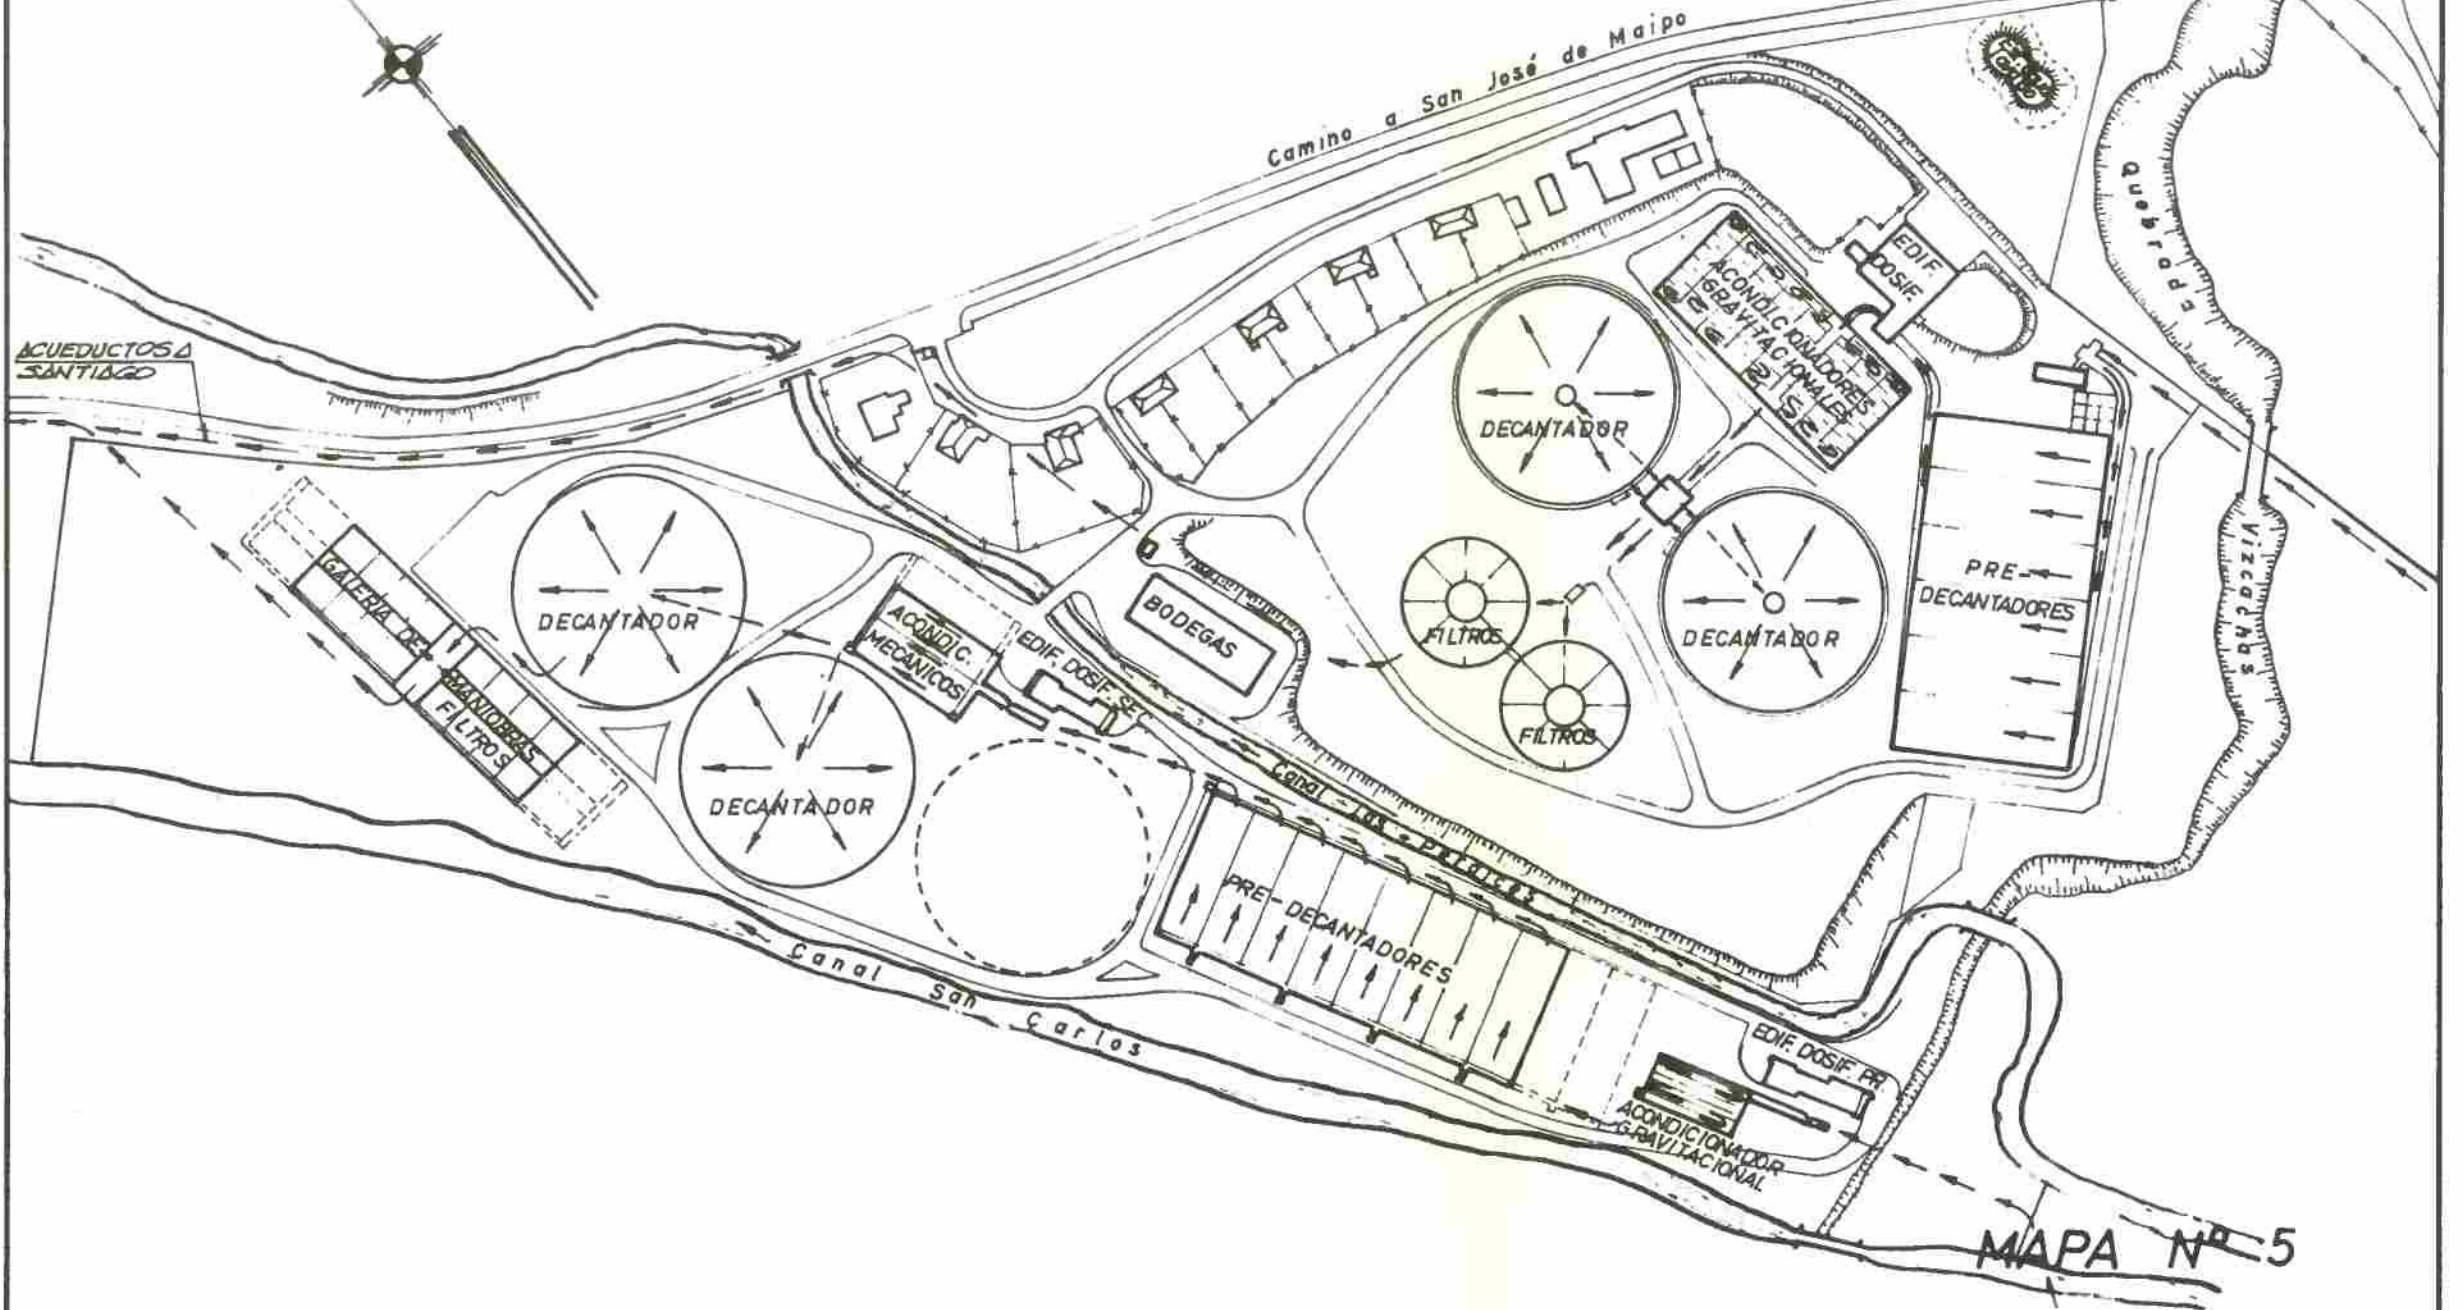 Camino a San José de Maipo
Quebrada
Vizcachas
ACUEDUCTOS A
SANTIAGO
EDIF.
DOSIF.
ACONDICIONADORES
GRAVITACIONALES
DECANTADOR
DECANTADOR
PRE-
DECANTADORES
FILTROS
FILTROS
BODEGAS
DECANTADOR
DECANTADOR
GALERIA DE MANIOBRAS
FILTROS
ACONDIC.
MECANICOS
EDIF. DOSIF. SEC
Canal - Las - Perdices
PRE-DECANTADORES
Canal San Carlos
EDIF. DOSIF. PR.
ACONDICIONADOR
GRAVITACIONAL
MAPA Nº 5